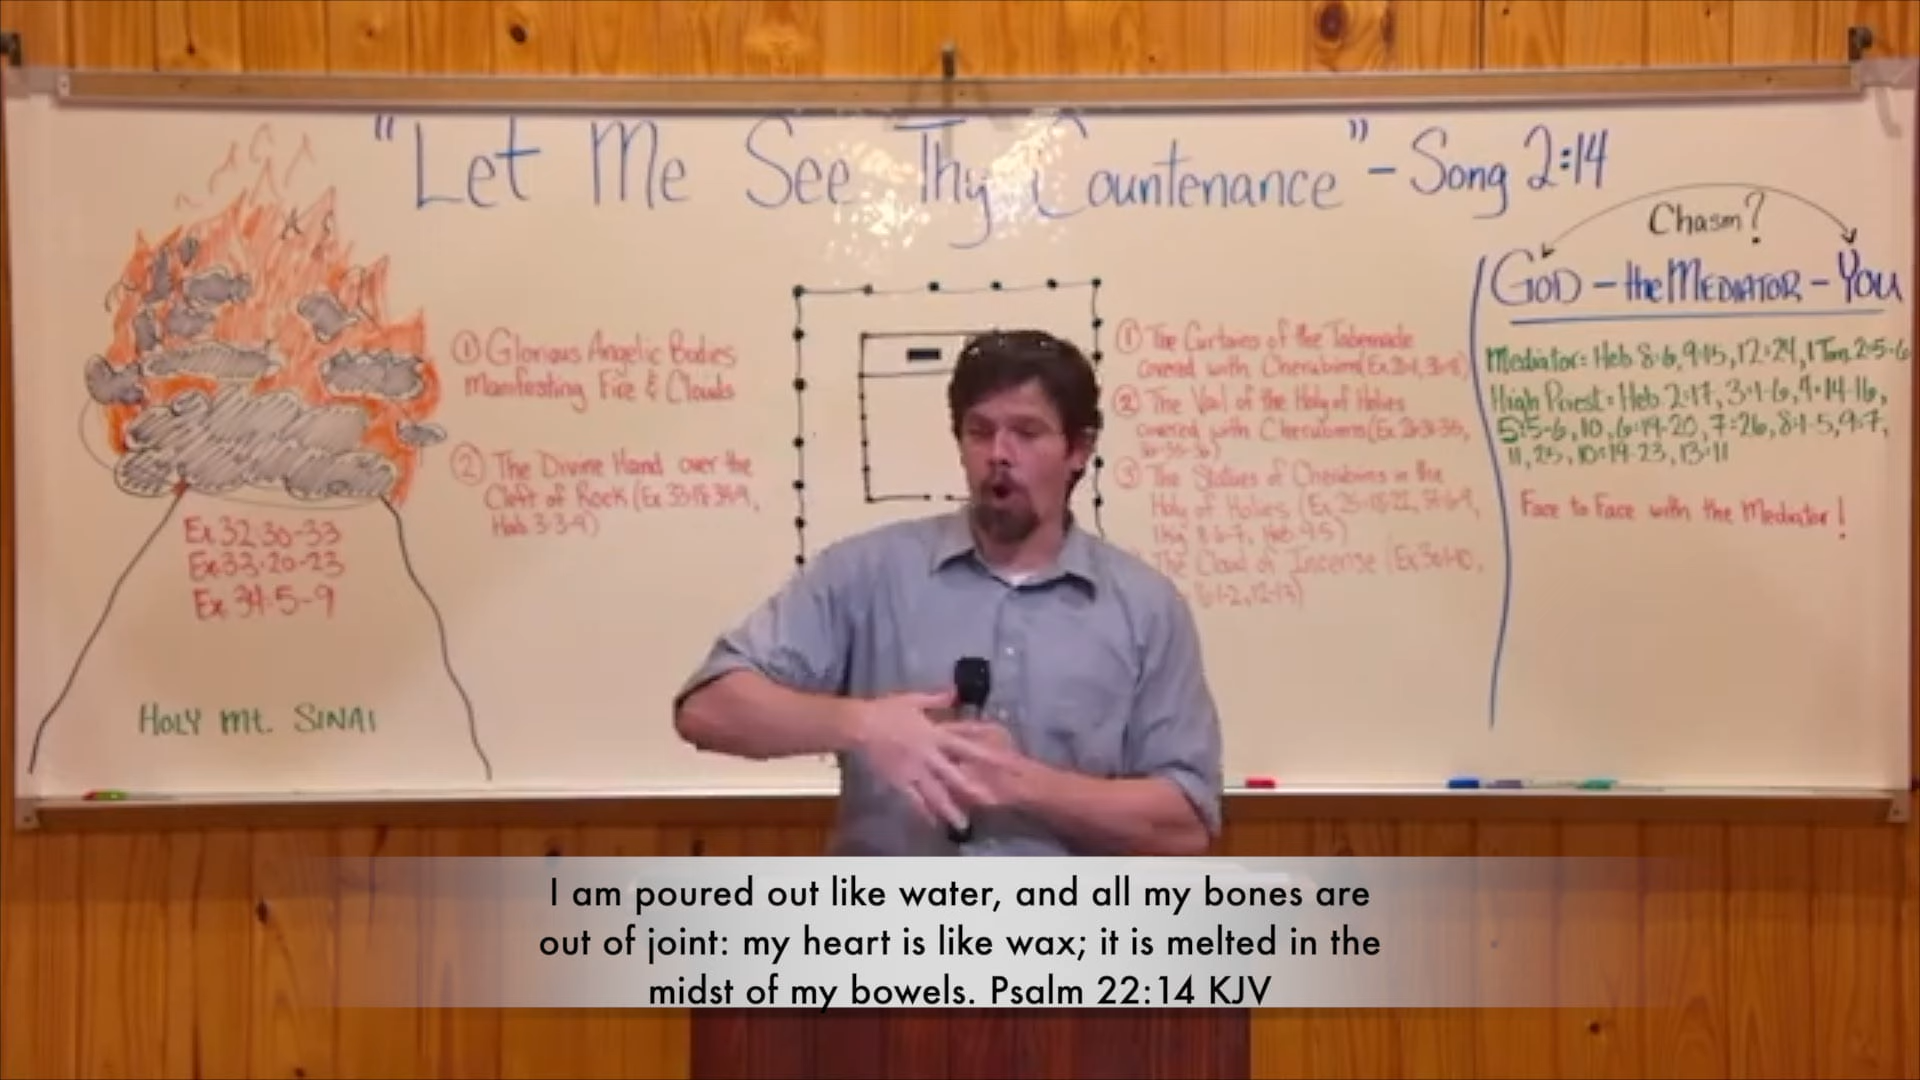 "Let Me See Thy Countenance" - Song 2:14
Chasm?
GOD - the MEDIATOR - YOU
① Glorious Angelic Bodies
Manifesting Fire & Clouds
② The Divine Hand over the
Cleft of Rock (Ex
Hab 3:3-4)
Ex 32:30-33
Ex 33:20-23
Ex 34:5-9
HOLY Mt. SINAI
① The Curtains of the Tabernacle
covered with Cherubims
② The Vail of the Holy of Holies
covered with Cherubims
③ The Statues of Cherubims in the
Holy of Holies
The Cloud of Incense
Mediator: Heb 8:6, 9:15, 12:24, 1 Tim 2:5-6
High Priest: Heb 2:17, 3:1-6, 4:14-16,
5:5-6, 10, 6:19-20, 7:26, 8:1-5, 9:7,
11, 25, 10:19-23, 13:11
Face to Face with the Mediator!
I am poured out like water, and all my bones are
out of joint: my heart is like wax; it is melted in the
midst of my bowels. Psalm 22:14 KJV